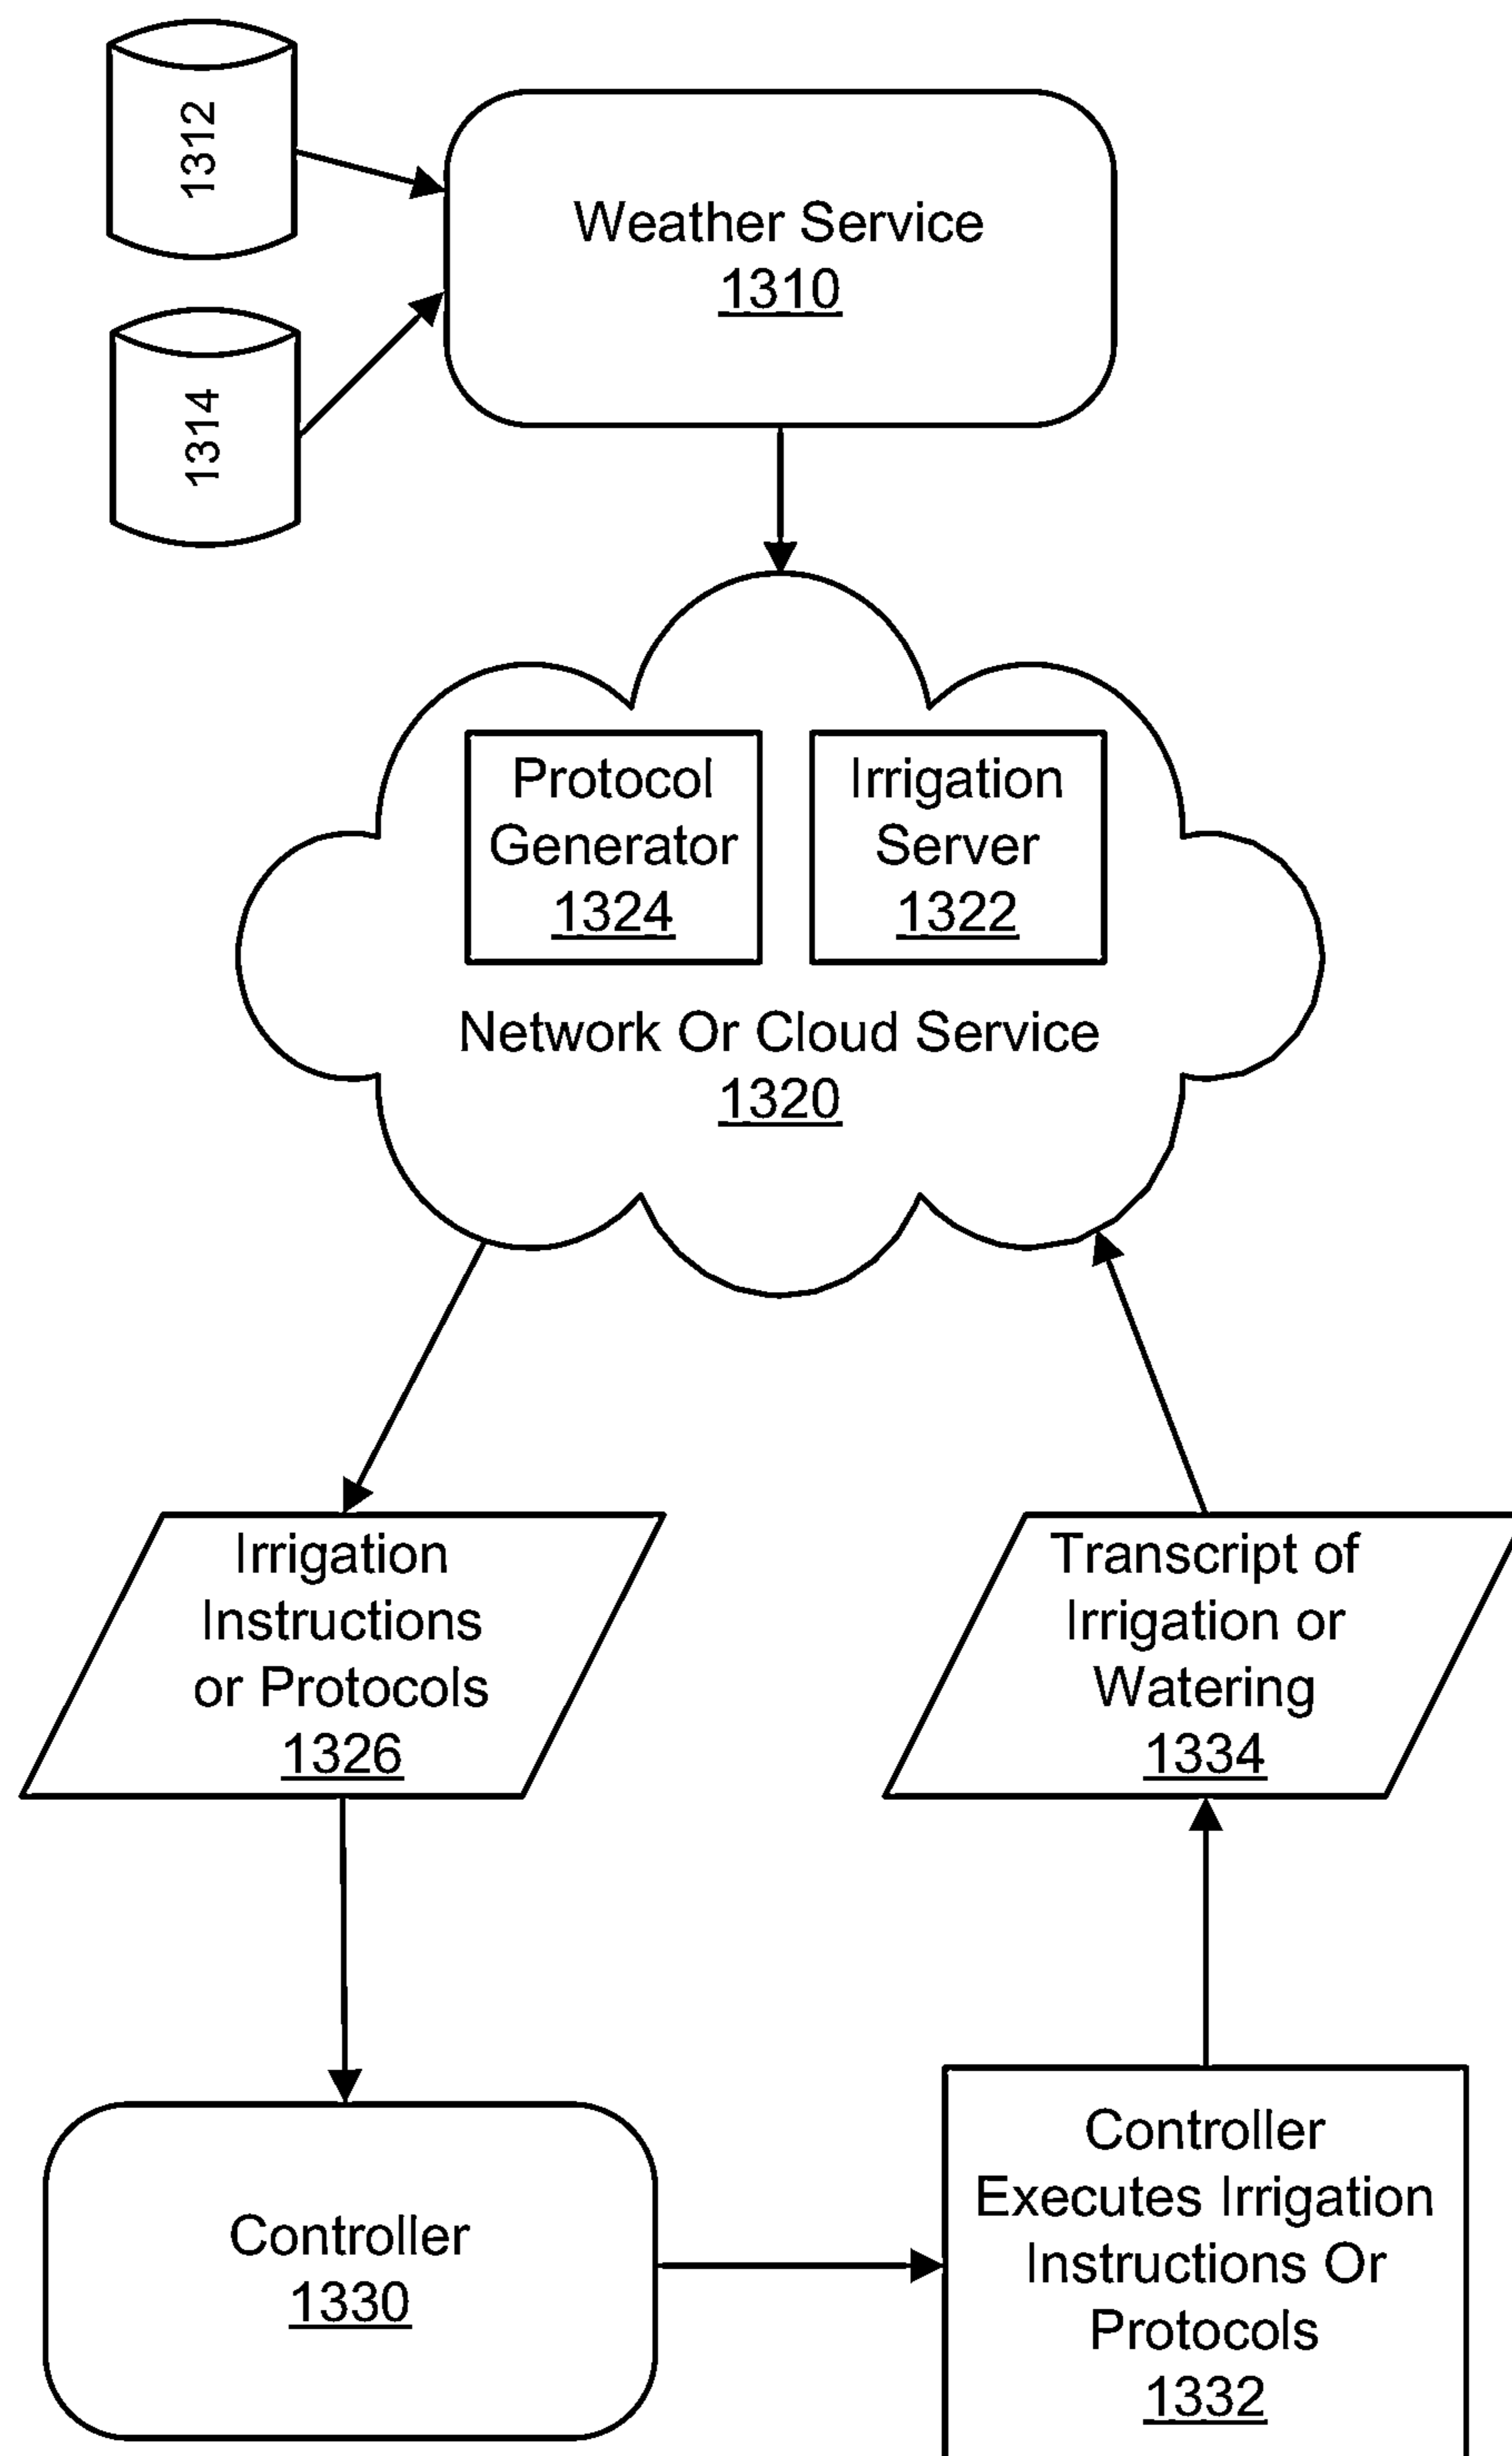 1312
Weather Service
1310
1314
Protocol
Generator
1324
Irrigation
Server
1322
Network Or Cloud Service
1320
Irrigation
Instructions
or Protocols
1326
Transcript of
Irrigation or
Watering
1334
Controller
1330
Controller
Executes Irrigation
Instructions Or
Protocols
1332